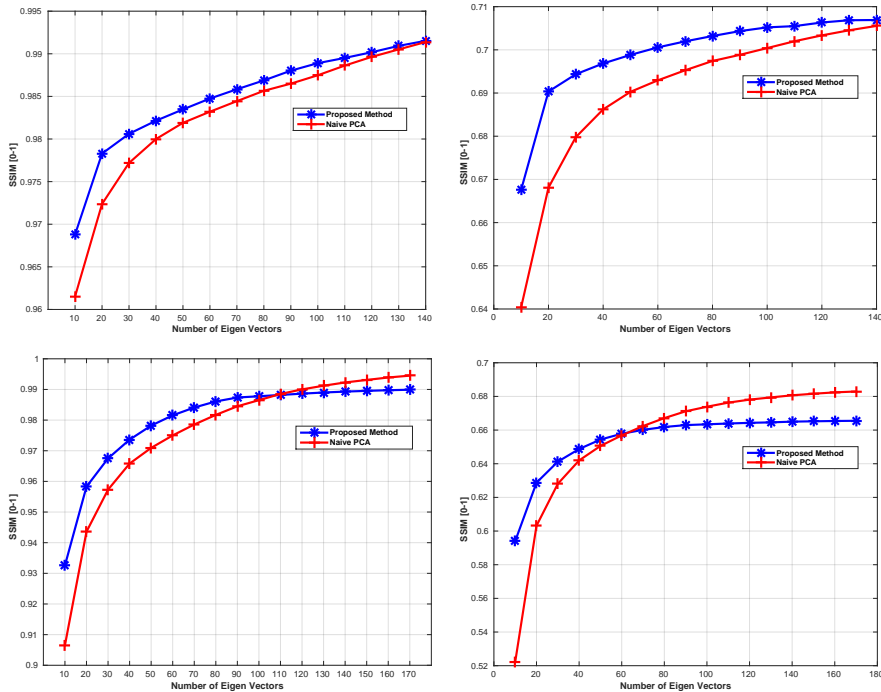 0.995
0.99
0.985
0.98
0.975
0.97
0.965
0.96
SSIM [0-1]
Proposed Method
Naive PCA
10 20 30 40 50 60 70 80 90 100 110 120 130 140
Number of Eigen Vectors
0.71
0.7
0.69
0.68
0.67
0.66
0.65
0.64
SSIM [0-1]
Proposed Method
Naive PCA
0 20 40 60 80 100 120 140
Number of Eigen Vectors
1
0.99
0.98
0.97
0.96
0.95
0.94
0.93
0.92
0.91
0.9
SSIM [0-1]
Proposed Method
Naive PCA
10 20 30 40 50 60 70 80 90 100 110 120 130 140 150 160 170
Number of Eigen Vectors
0.7
0.68
0.66
0.64
0.62
0.6
0.58
0.56
0.54
0.52
SSIM [0-1]
Proposed Method
Naive PCA
0 20 40 60 80 100 120 140 160 180
Number of Eigen Vectors